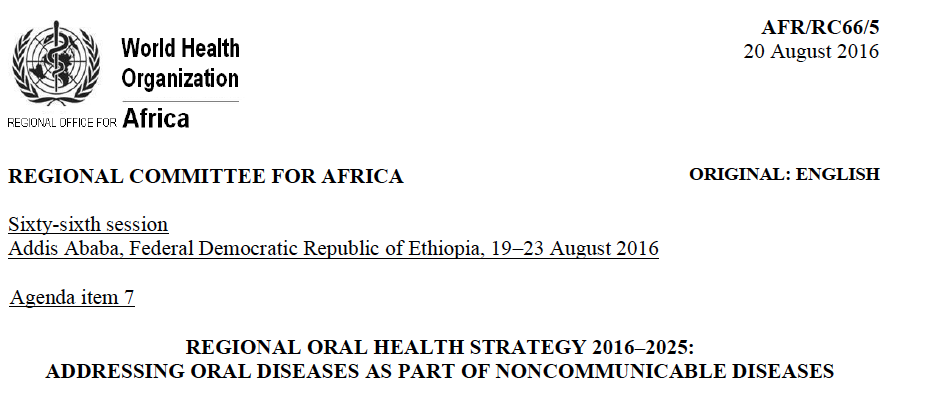 AFR/RC66/5
20 August 2016
World Health
Organization
REGIONAL OFFICE FOR Africa
REGIONAL COMMITTEE FOR AFRICA
ORIGINAL: ENGLISH
Sixty-sixth session
Addis Ababa, Federal Democratic Republic of Ethiopia, 19–23 August 2016
Agenda item 7
REGIONAL ORAL HEALTH STRATEGY 2016–2025:
ADDRESSING ORAL DISEASES AS PART OF NONCOMMUNICABLE DISEASES